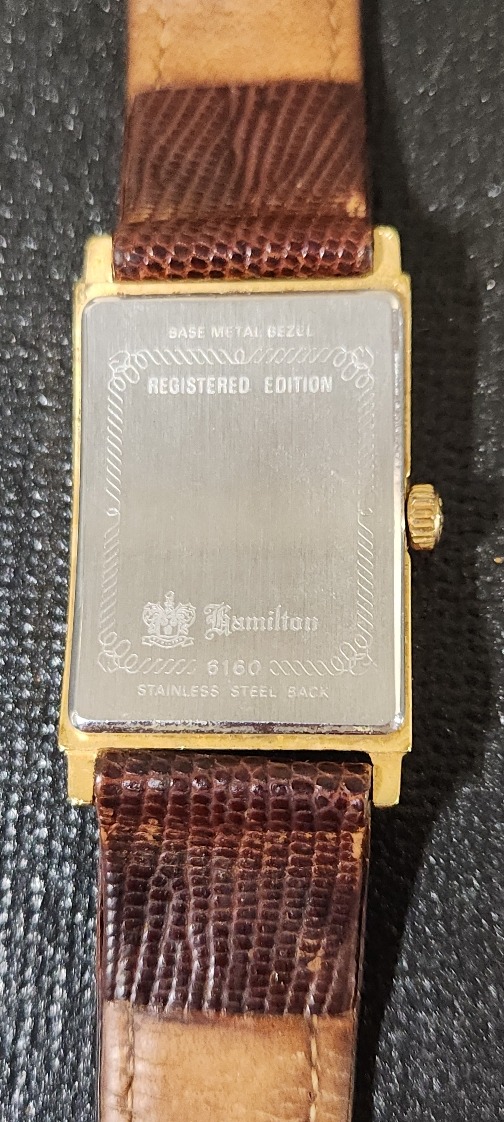 BASE METAL BEZEL
REGISTERED EDITION
Hamilton
6160
STAINLESS STEEL BACK